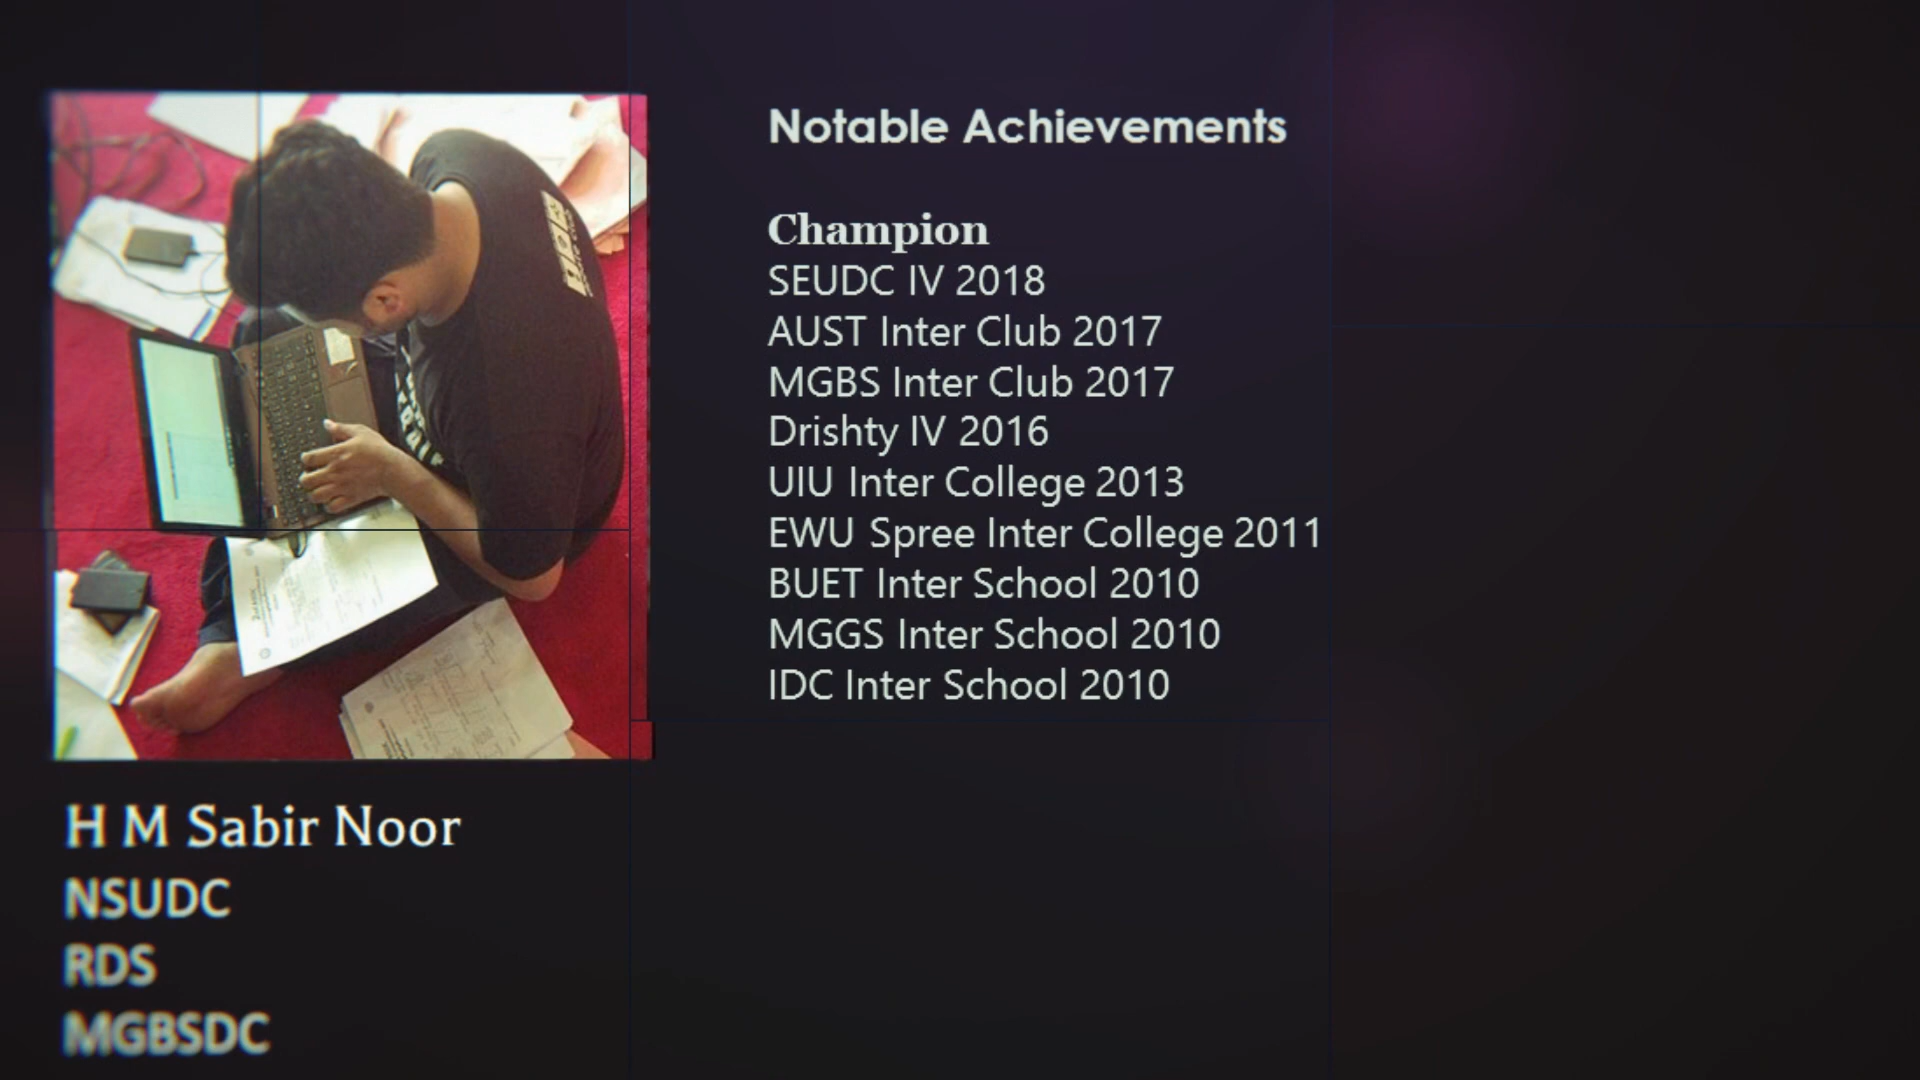 Notable Achievements
Champion
SEUDC IV 2018
AUST Inter Club 2017
MGBS Inter Club 2017
Drishty IV 2016
UIU Inter College 2013
EWU Spree Inter College 2011
BUET Inter School 2010
MGGS Inter School 2010
IDC Inter School 2010
H M Sabir Noor
NSUDC
RDS
MGBSDC